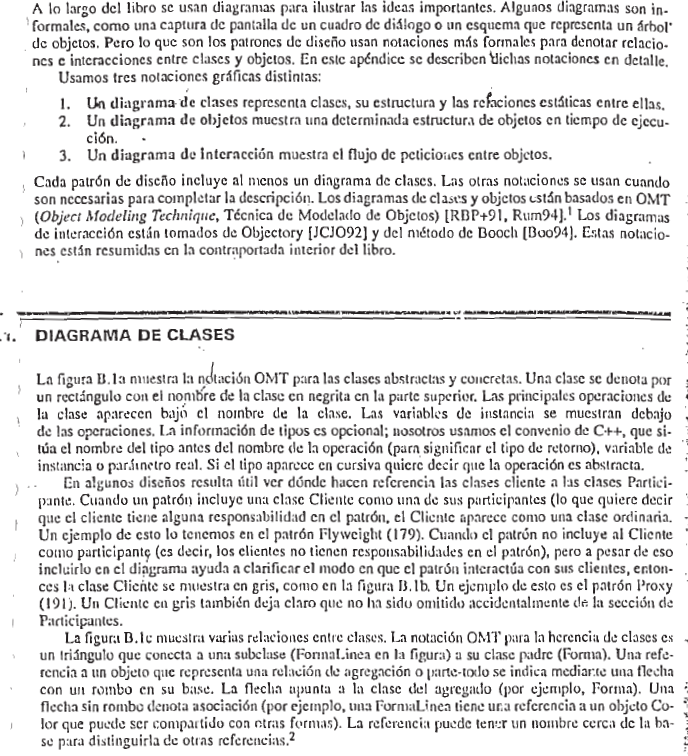 A lo largo del libro se usan diagramas para ilustrar las ideas importantes. Algunos diagramas son in-
formales, como una captura de pantalla de un cuadro de diálogo o un esquema que representa un árbol
de objetos. Pero lo que son los patrones de diseño usan notaciones más formales para denotar relacio-
nes e interacciones entre clases y objetos. En este apéndice se describen dichas notaciones en detalle.
Usamos tres notaciones gráficas distintas:
1. Un diagrama de clases representa clases, su estructura y las relaciones estáticas entre ellas.
2. Un diagrama de objetos muestra una determinada estructura de objetos en tiempo de ejecu-
ción.
3. Un diagrama de interacción muestra el flujo de peticiones entre objetos.
Cada patrón de diseño incluye al menos un diagrama de clases. Las otras notaciones se usan cuando
son necesarias para completar la descripción. Los diagramas de clases y objetos están basados en OMT
(Object Modeling Technique, Técnica de Modelado de Objetos) [RBP+91, Rum94].¹ Los diagramas
de interacción están tomados de Objectory [JCJO92] y del método de Booch [Boo94]. Estas notacio-
nes están resumidas en la contraportada interior del libro.
1. DIAGRAMA DE CLASES
La figura B.1a muestra la notación OMT para las clases abstractas y concretas. Una clase se denota por
un rectángulo con el nombre de la clase en negrita en la parte superior. Las principales operaciones de
la clase aparecen bajo el nombre de la clase. Las variables de instancia se muestran debajo
de las operaciones. La información de tipos es opcional; nosotros usamos el convenio de C++, que si-
túa el nombre del tipo antes del nombre de la operación (para significar el tipo de retorno), variable de
instancia o parámetro real. Si el tipo aparece en cursiva quiere decir que la operación es abstracta.
En algunos diseños resulta útil ver dónde hacen referencia las clases cliente a las clases Partici-
pante. Cuando un patrón incluye una clase Cliente como una de sus participantes (lo que quiere decir
que el cliente tiene alguna responsabilidad en el patrón, el Cliente aparece como una clase ordinaria.
Un ejemplo de esto lo tenemos en el patrón Flyweight (179). Cuando el patrón no incluye al Cliente
como participante (es decir, los clientes no tienen responsabilidades en el patrón), pero a pesar de eso
incluirlo en el diagrama ayuda a clarificar el modo en que el patrón interactúa con sus clientes, enton-
ces la clase Cliente se muestra en gris, como en la figura B.1b. Un ejemplo de esto es el patrón Proxy
(191). Un Cliente en gris también deja claro que no ha sido omitido accidentalmente de la sección de
Participantes.
La figura B.1c muestra varias relaciones entre clases. La notación OMT para la herencia de clases es
un triángulo que conecta a una subclase (FormaLinea en la figura) a su clase padre (Forma). Una refe-
rencia a un objeto que representa una relación de agregación o parte-todo se indica mediante una flecha
con un rombo en su base. La flecha apunta a la clase del agregado (por ejemplo, Forma). Una
flecha sin rombo denota asociación (por ejemplo, una FormaLinea tiene una referencia a un objeto Co-
lor que puede ser compartido con otras formas). La referencia puede tener un nombre cerca de la ba-
se para distinguirla de otras referencias.²